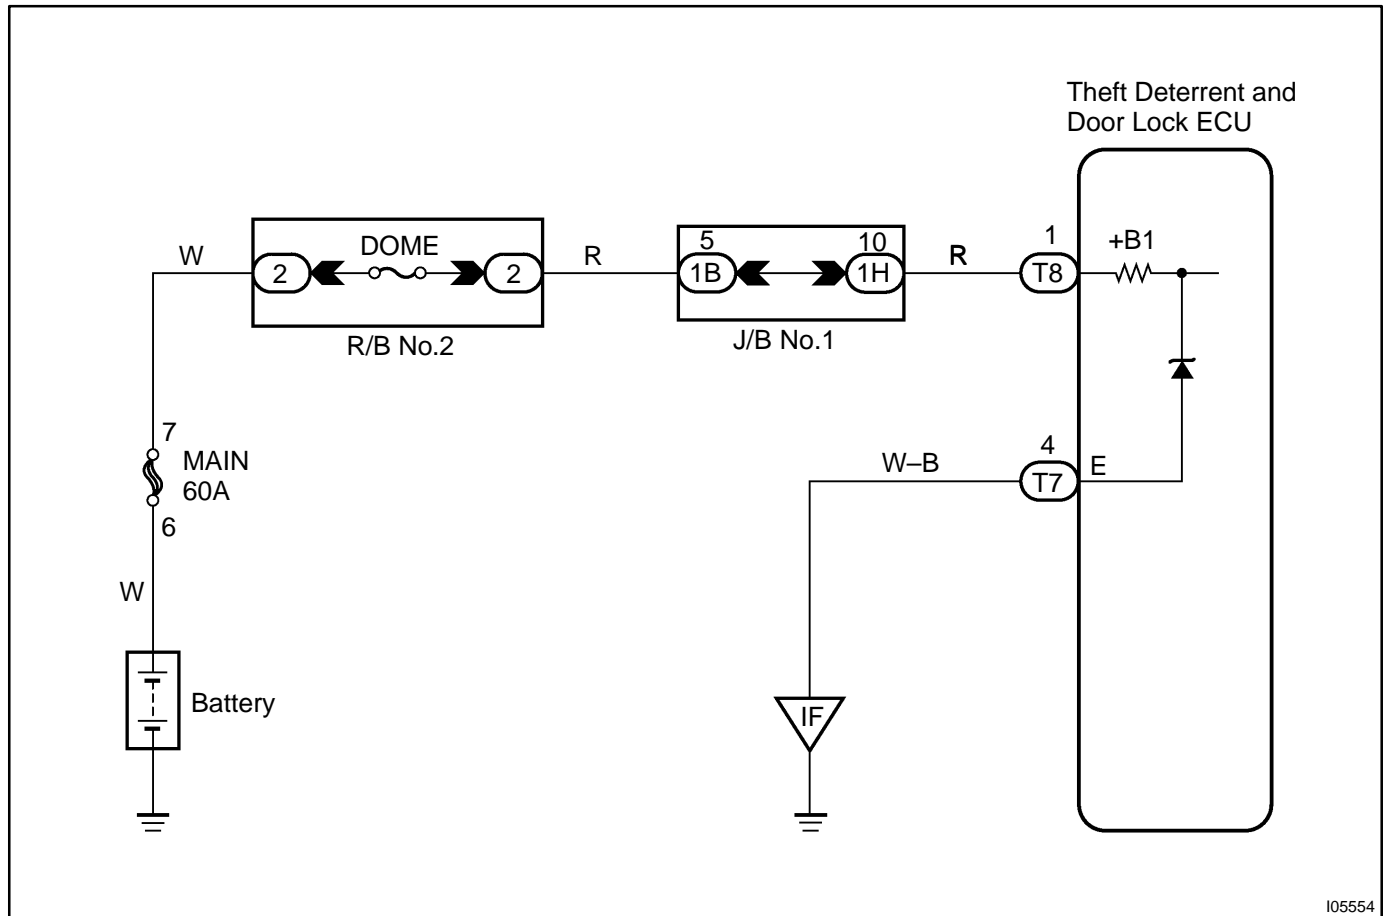 Theft Deterrent and
Door Lock ECU
W
2
DOME
2
R/B No.2
R
5
1B
10
1H
J/B No.1
R
1
T8
+B1
7
MAIN
60A
6
W
Battery
W–B
4
T7
E
IF
I05554